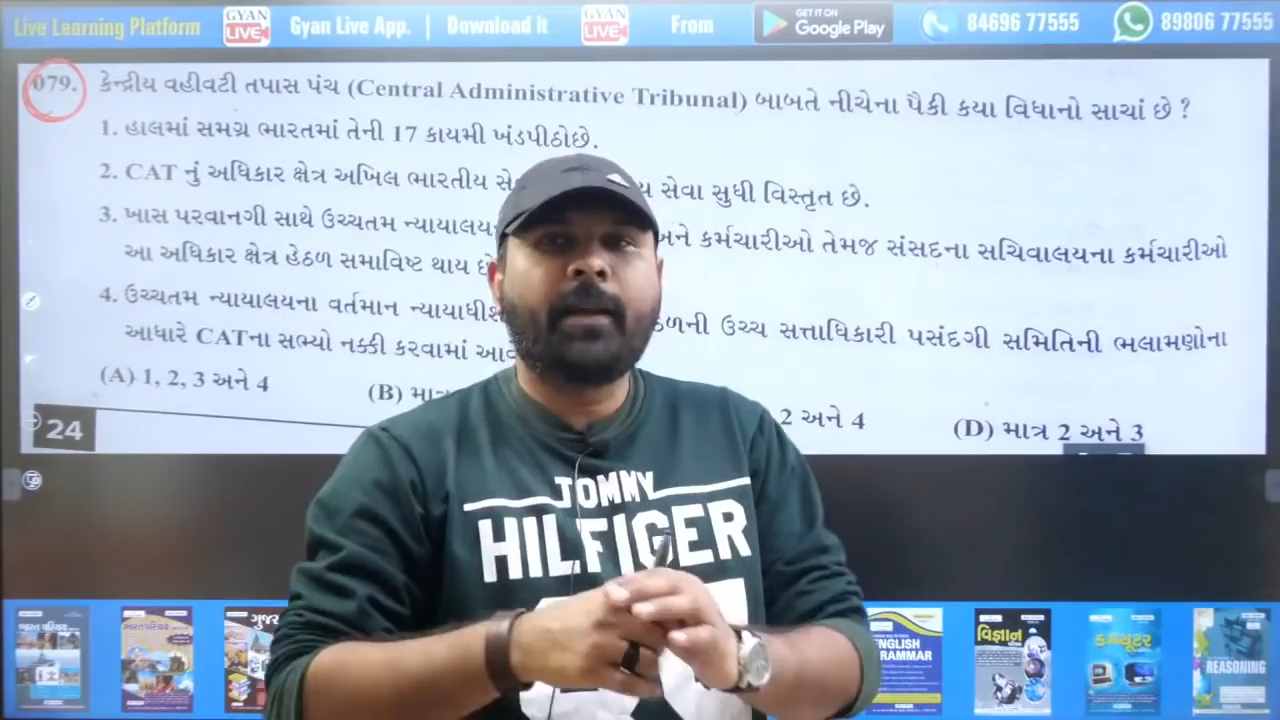 Live Learning Platform
GYAN LIVE
Gyan Live App. | Download it
GYAN LIVE
From
GET IT ON
Google Play
84696 77555
89806 77555
079. કેન્દ્રીય વહીવટી તપાસ પંચ (Central Administrative Tribunal) બાબતે નીચેના પૈકી કયા વિધાનો સાચાં છે ?
1. હાલમાં સમગ્ર ભારતમાં તેની 17 કાયમી ખંડપીઠોછે.
2. CAT નું અધિકાર ક્ષેત્ર અખિલ ભારતીય સેવા સુધી વિસ્તૃત છે.
3. ખાસ પરવાનગી સાથે ઉચ્ચતમ અને કર્મચારીઓ તેમજ સંસદના સચિવાલયના કર્મચારીઓ
આ અધિકાર ક્ષેત્ર હેઠળ સમાવિષ્ટ થાય
4. ઉચ્ચતમ ન્યાયાલયના વર્તમાન ઉચ્ચ સત્તાધિકારી પસંદગી સમિતિની ભલામણોના
આધારે CATના સભ્યો નક્કી કરવામાં
(A) 1, 2, 3 અને 4
(B)
2 અને 4
(D) માત્ર 2 અને 3
24
TOMMY
HILFIGER
ભારત પરિચય
વિજ્ઞાન
કમ્પ્યૂટર
REASONING